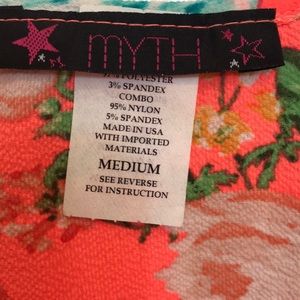 MYTH
POLYESTER
3% SPANDEX
COMBO
95% NYLON
5% SPANDEX
MADE IN USA
WITH IMPORTED
MATERIALS
MEDIUM
SEE REVERSE
FOR INSTRUCTION